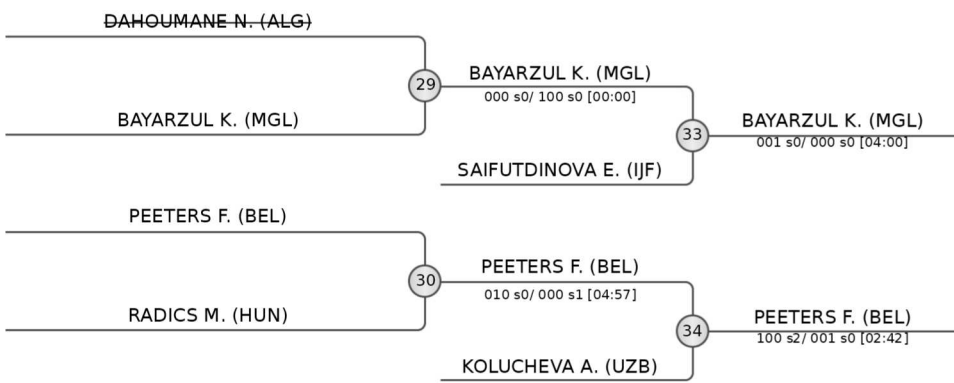 DAHOUMANE N. (ALG)
29
BAYARZUL K. (MGL)
000 s0/ 100 s0 [00:00]
BAYARZUL K. (MGL)
33
BAYARZUL K. (MGL)
001 s0/ 000 s0 [04:00]
SAIFUTDINOVA E. (IJF)
PEETERS F. (BEL)
30
PEETERS F. (BEL)
010 s0/ 000 s1 [04:57]
RADICS M. (HUN)
34
PEETERS F. (BEL)
100 s2/ 001 s0 [02:42]
KOLUCHEVA A. (UZB)